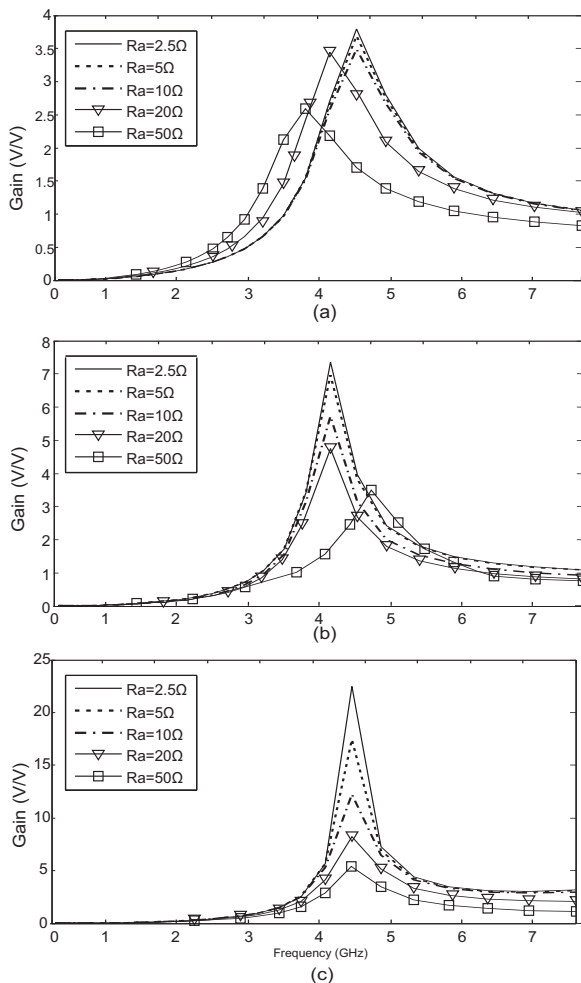 4
3.5
3
2.5
2
1.5
1
0.5
0
Gain (V/V)
Ra=2.5Ω
Ra=5Ω
Ra=10Ω
Ra=20Ω
Ra=50Ω
0 1 2 3 4 5 6 7
(a)
8
7
6
5
4
3
2
1
0
Gain (V/V)
Ra=2.5Ω
Ra=5Ω
Ra=10Ω
Ra=20Ω
Ra=50Ω
0 1 2 3 4 5 6 7
(b)
25
20
15
10
5
0
Gain (V/V)
Ra=2.5Ω
Ra=5Ω
Ra=10Ω
Ra=20Ω
Ra=50Ω
0 1 2 3 4 5 6 7
Frequency (GHz)
(c)